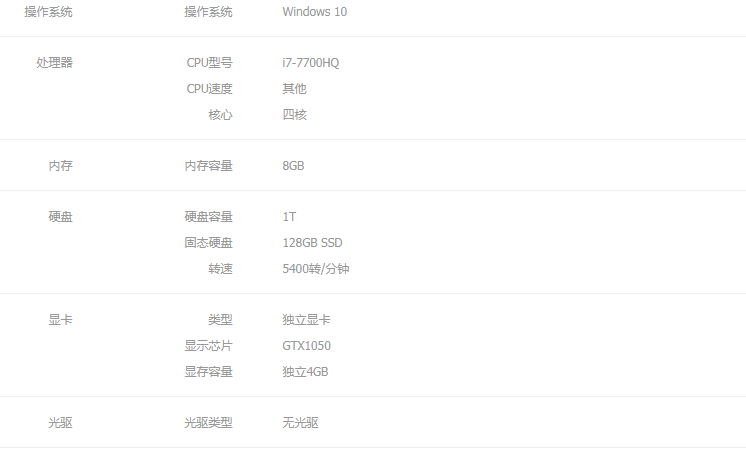 操作系统 操作系统 Windows 10
处理器 CPU型号 i7-7700HQ
CPU速度 其他
核心 四核
内存 内存容量 8GB
硬盘 硬盘容量 1T
固态硬盘 128GB SSD
转速 5400转/分钟
显卡 类型 独立显卡
显示芯片 GTX1050
显存容量 独立4GB
光驱 光驱类型 无光驱